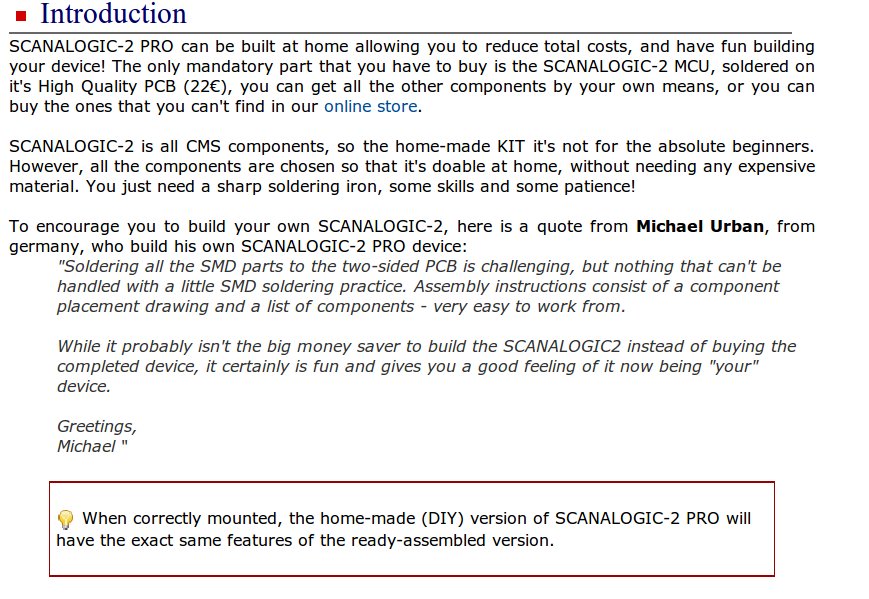 Introduction
SCANALOGIC-2 PRO can be built at home allowing you to reduce total costs, and have fun building
your device! The only mandatory part that you have to buy is the SCANALOGIC-2 MCU, soldered on
it's High Quality PCB (22€), you can get all the other components by your own means, or you can
buy the ones that you can't find in our online store.
SCANALOGIC-2 is all CMS components, so the home-made KIT it's not for the absolute beginners.
However, all the components are chosen so that it's doable at home, without needing any expensive
material. You just need a sharp soldering iron, some skills and some patience!
To encourage you to build your own SCANALOGIC-2, here is a quote from Michael Urban, from
germany, who build his own SCANALOGIC-2 PRO device:
"Soldering all the SMD parts to the two-sided PCB is challenging, but nothing that can't be
handled with a little SMD soldering practice. Assembly instructions consist of a component
placement drawing and a list of components - very easy to work from.
While it probably isn't the big money saver to build the SCANALOGIC2 instead of buying the
completed device, it certainly is fun and gives you a good feeling of it now being "your"
device.
Greetings,
Michael "
When correctly mounted, the home-made (DIY) version of SCANALOGIC-2 PRO will
have the exact same features of the ready-assembled version.